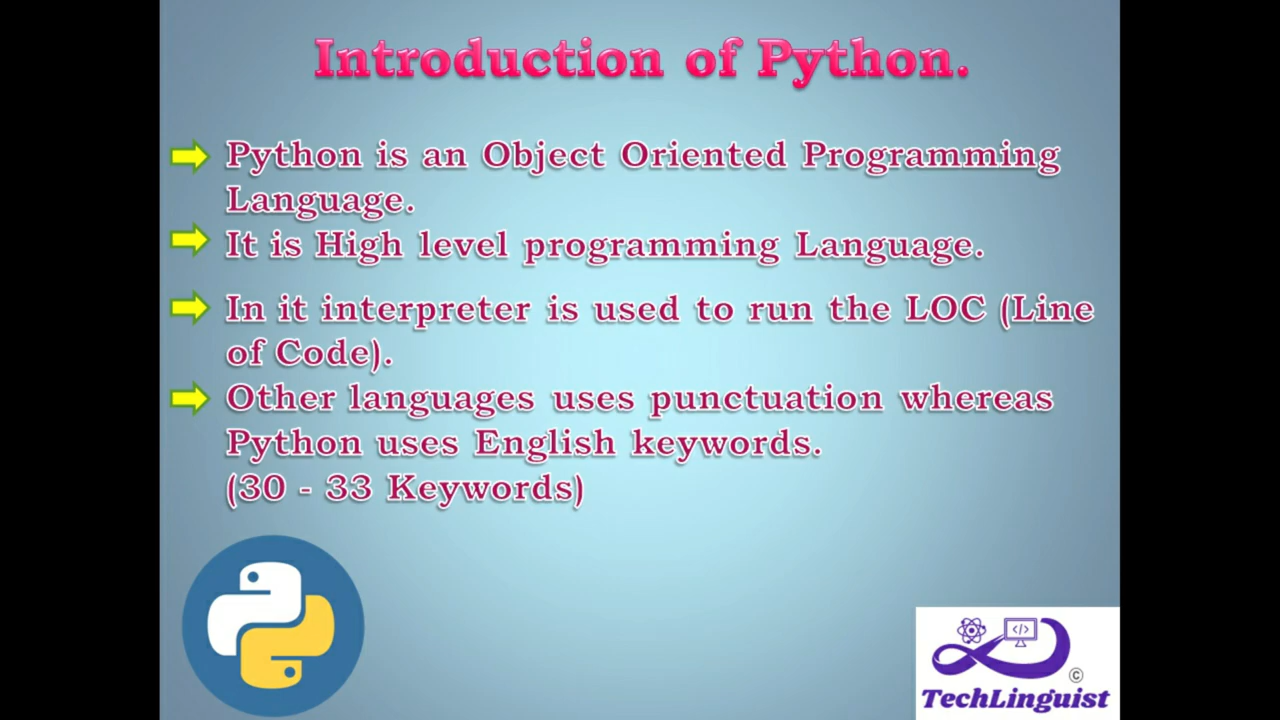 Introduction of Python.
Python is an Object Oriented Programming
Language.
It is High level programming Language.
In it interpreter is used to run the LOC (Line
of Code).
Other languages uses punctuation whereas
Python uses English keywords.
(30 - 33 Keywords)
</>
©
TechLinguist